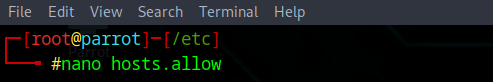 File Edit View Search Terminal Help
┌─[root@parrot]─[/etc]
└──╼ #nano hosts.allow